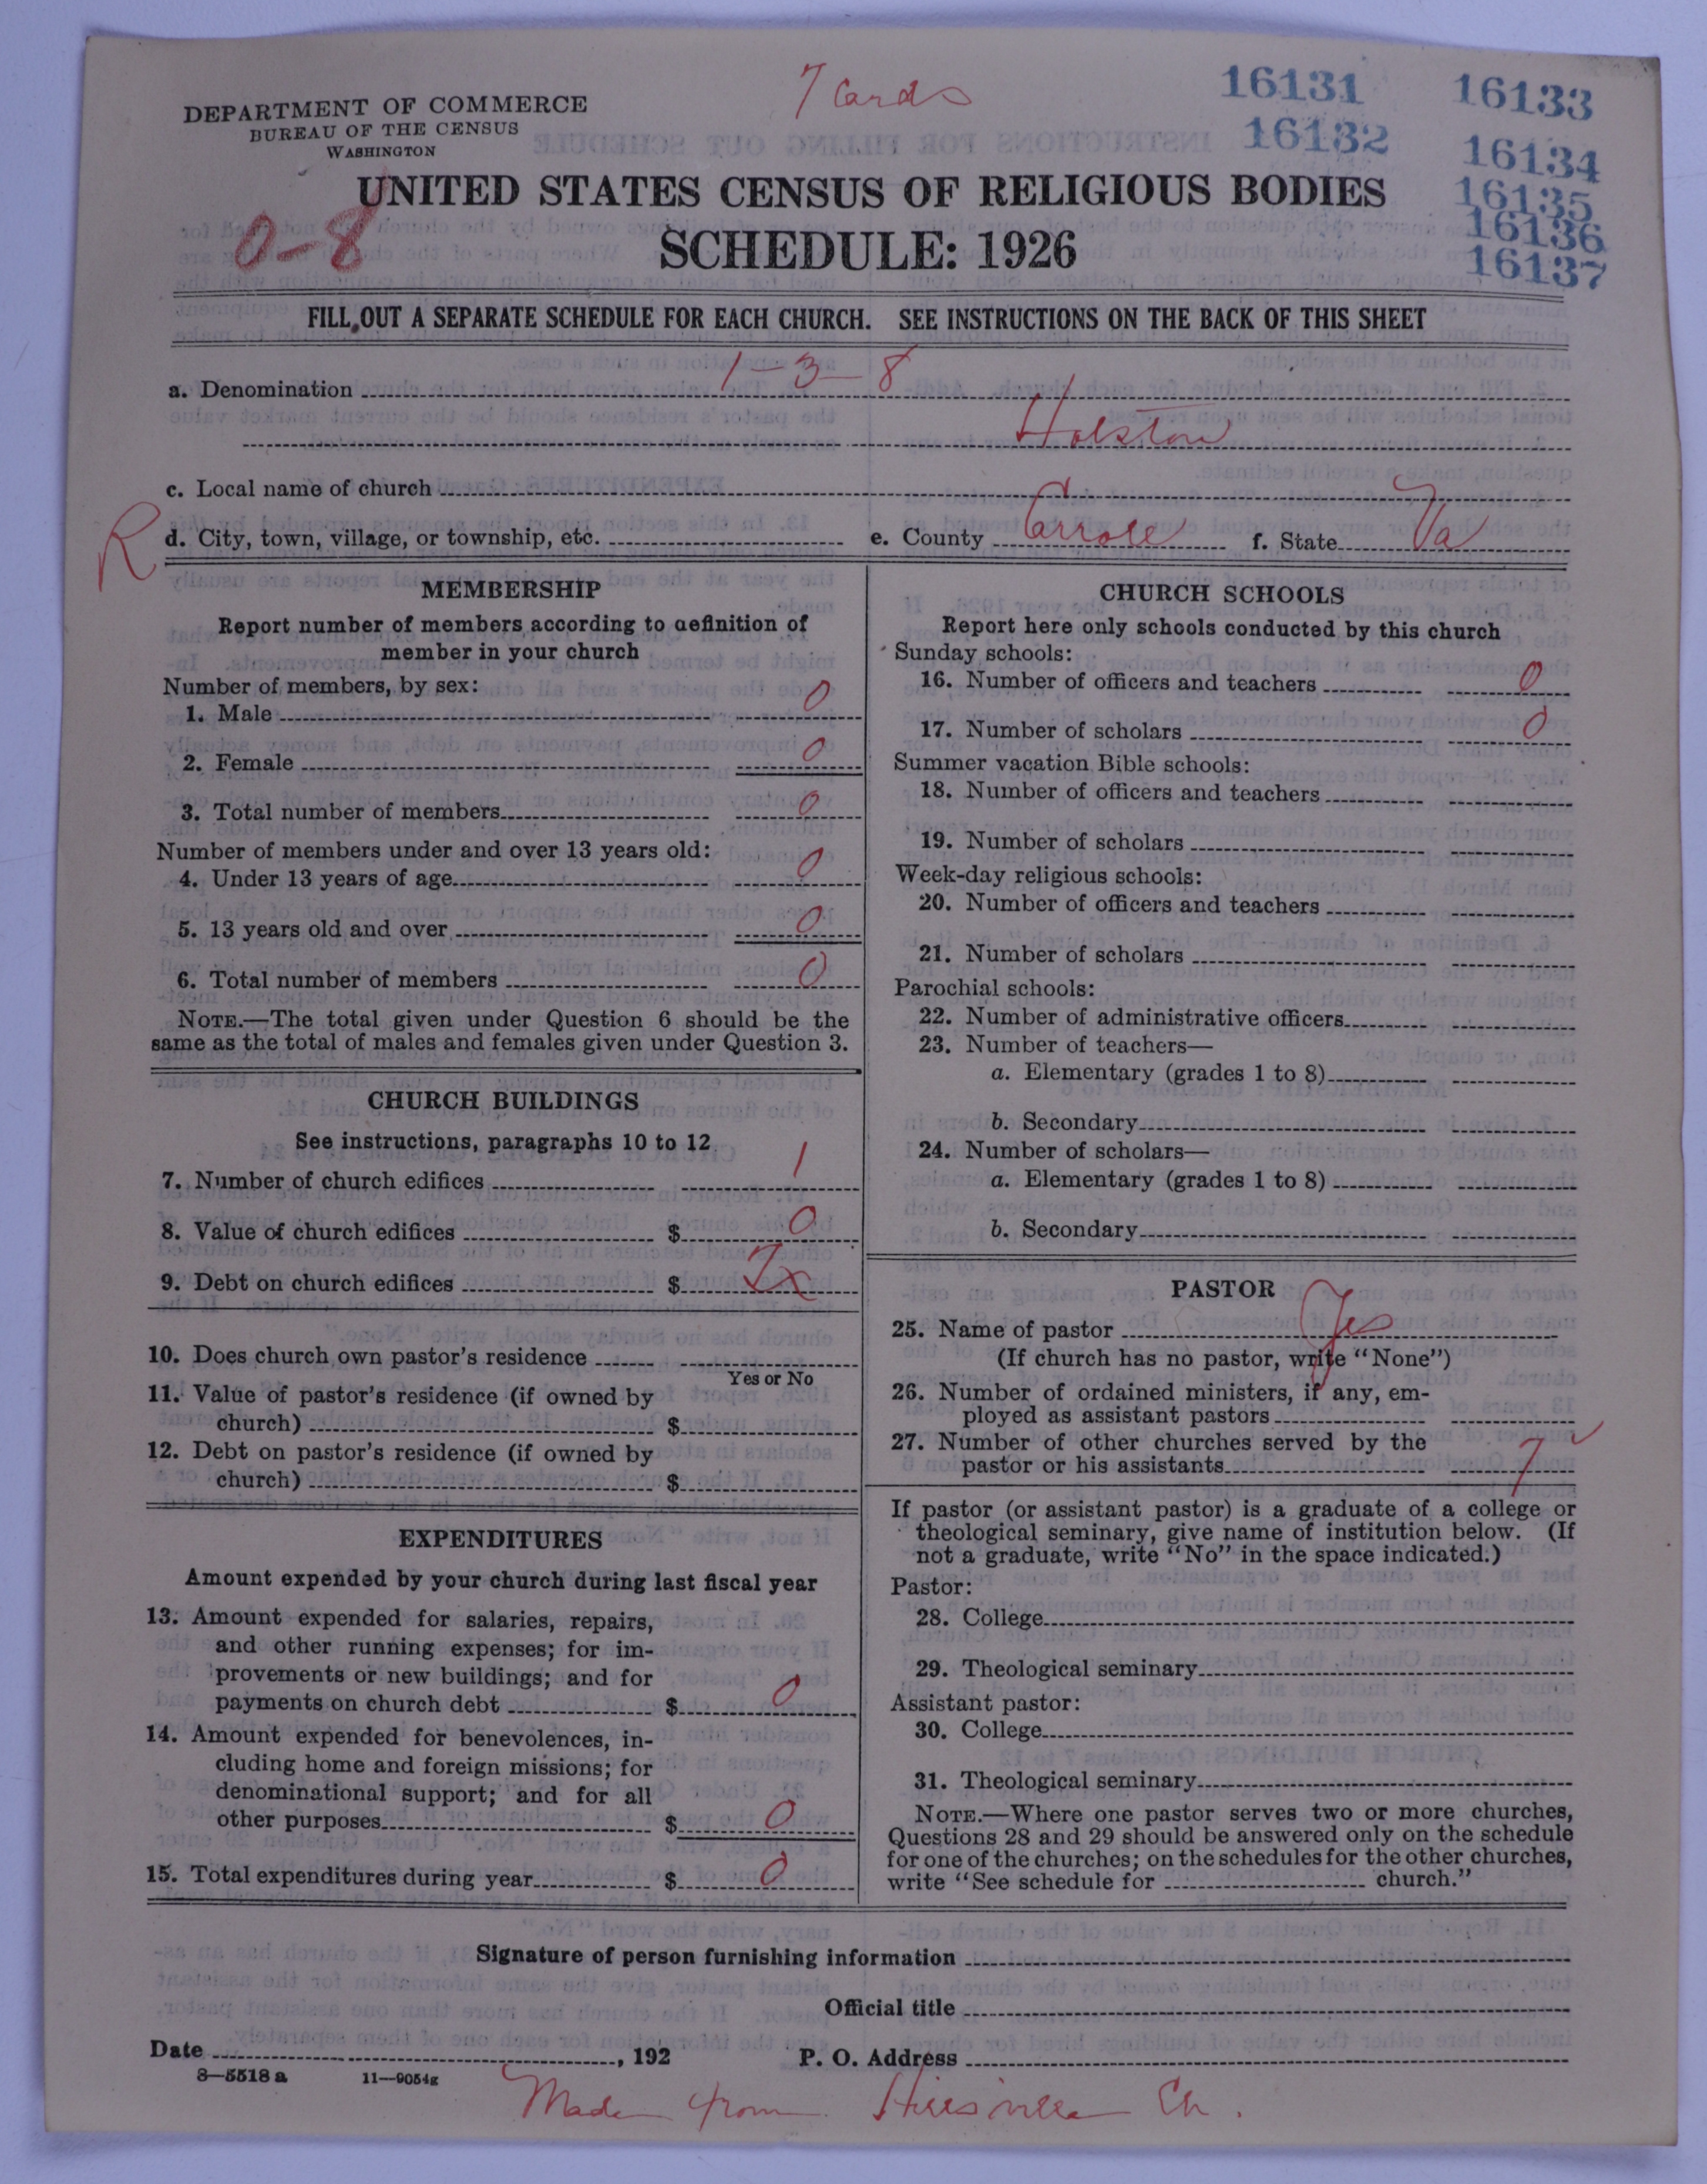 7 Cards
16131
16133
16132
16134
16135
16136
16137
DEPARTMENT OF COMMERCE
BUREAU OF THE CENSUS
WASHINGTON
UNITED STATES CENSUS OF RELIGIOUS BODIES
0-8
SCHEDULE: 1926
FILL OUT A SEPARATE SCHEDULE FOR EACH CHURCH. SEE INSTRUCTIONS ON THE BACK OF THIS SHEET
a. Denomination 1-3-8
Holston
c. Local name of church
R
d. City, town, village, or township, etc. e. County Carroll f. State Va
MEMBERSHIP
Report number of members according to definition of
member in your church
Number of members, by sex:
1. Male 0
2. Female 0
3. Total number of members 0
Number of members under and over 13 years old:
4. Under 13 years of age 0
5. 13 years old and over 0
6. Total number of members 0
NOTE.—The total given under Question 6 should be the
same as the total of males and females given under Question 3.
CHURCH BUILDINGS
See instructions, paragraphs 10 to 12
7. Number of church edifices 1
8. Value of church edifices $ 0
9. Debt on church edifices $
10. Does church own pastor's residence
Yes or No
11. Value of pastor's residence (if owned by
church) $
12. Debt on pastor's residence (if owned by
church) $
EXPENDITURES
Amount expended by your church during last fiscal year
13. Amount expended for salaries, repairs,
and other running expenses; for im-
provements or new buildings; and for
payments on church debt $ 0
14. Amount expended for benevolences, in-
cluding home and foreign missions; for
denominational support; and for all
other purposes $ 0
15. Total expenditures during year $ 0
CHURCH SCHOOLS
Report here only schools conducted by this church
Sunday schools:
16. Number of officers and teachers 0
17. Number of scholars 0
Summer vacation Bible schools:
18. Number of officers and teachers
19. Number of scholars
Week-day religious schools:
20. Number of officers and teachers
21. Number of scholars
Parochial schools:
22. Number of administrative officers
23. Number of teachers—
a. Elementary (grades 1 to 8)
b. Secondary
24. Number of scholars—
a. Elementary (grades 1 to 8)
b. Secondary
PASTOR
25. Name of pastor Yes
(If church has no pastor, write "None")
26. Number of ordained ministers, if any, em-
ployed as assistant pastors
27. Number of other churches served by the
pastor or his assistants 7
If pastor (or assistant pastor) is a graduate of a college or
theological seminary, give name of institution below. (If
not a graduate, write "No" in the space indicated.)
Pastor:
28. College
29. Theological seminary
Assistant pastor:
30. College
31. Theological seminary
NOTE.—Where one pastor serves two or more churches,
Questions 28 and 29 should be answered only on the schedule
for one of the churches; on the schedules for the other churches,
write "See schedule for church."
Signature of person furnishing information
Official title
Date , 192 P. O. Address
8—5518 a 11—9054g
Made from Hillsville Ch.